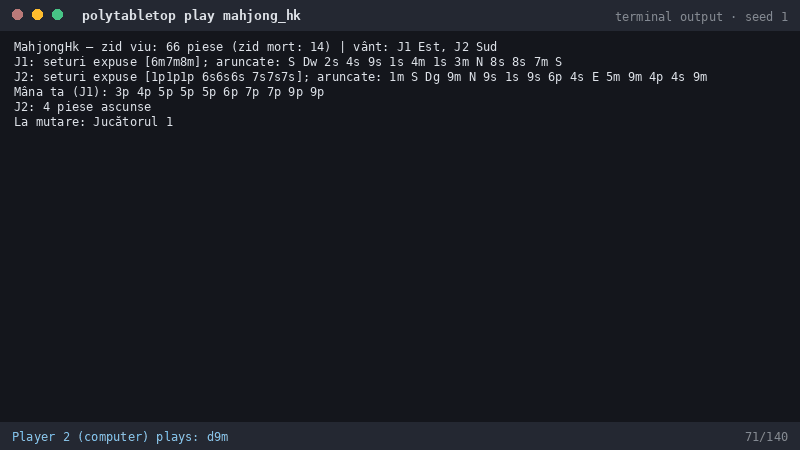 polytabletop play mahjong_hk
terminal output · seed 1
MahjongHk — zid viu: 66 piese (zid mort: 14) | vânt: J1 Est, J2 Sud
J1: seturi expuse [6m7m8m]; aruncate: S Dw 2s 4s 9s 1s 4m 1s 3m N 8s 8s 7m S
J2: seturi expuse [1p1p1p 6s6s6s 7s7s7s]; aruncate: 1m S Dg 9m N 9s 1s 9s 6p 4s E 5m 9m 4p 4s 9m
Mâna ta (J1): 3p 4p 5p 5p 5p 6p 7p 7p 9p 9p
J2: 4 piese ascunse
La mutare: Jucătorul 1
Player 2 (computer) plays: d9m
71/140